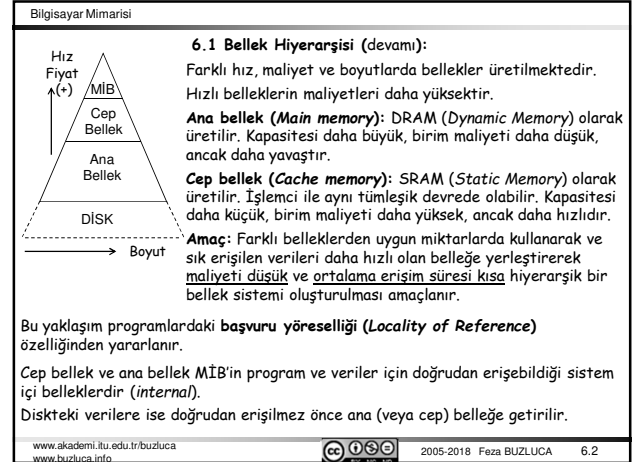 Bilgisayar Mimarisi
6.1 Bellek Hiyerarşisi (devamı):
Hız
Fiyat
(+)
MİB
Cep
Bellek
Ana
Bellek
DİSK
Boyut
Farklı hız, maliyet ve boyutlarda bellekler üretilmektedir.
Hızlı belleklerin maliyetleri daha yüksektir.
Ana bellek (Main memory): DRAM (Dynamic Memory) olarak
üretilir. Kapasitesi daha büyük, birim maliyeti daha düşük,
ancak daha yavaştır.
Cep bellek (Cache memory): SRAM (Static Memory) olarak
üretilir. İşlemci ile aynı tümleşik devrede olabilir. Kapasitesi
daha küçük, birim maliyeti daha yüksek, ancak daha hızlıdır.
Amaç: Farklı belleklerden uygun miktarlarda kullanarak ve
sık erişilen verileri daha hızlı olan belleğe yerleştirerek
maliyeti düşük ve ortalama erişim süresi kısa hiyerarşik bir
bellek sistemi oluşturulması amaçlanır.
Bu yaklaşım programlardaki başvuru yöreselliği (Locality of Reference)
özelliğinden yararlanır.
Cep bellek ve ana bellek MİB'in program ve veriler için doğrudan erişebildiği sistem
içi belleklerdir (internal).
Diskteki verilere ise doğrudan erişilmez önce ana (veya cep) belleğe getirilir.
www.akademi.itu.edu.tr/buzluca
www.buzluca.info
cc
2005-2018 Feza BUZLUCA
6.2